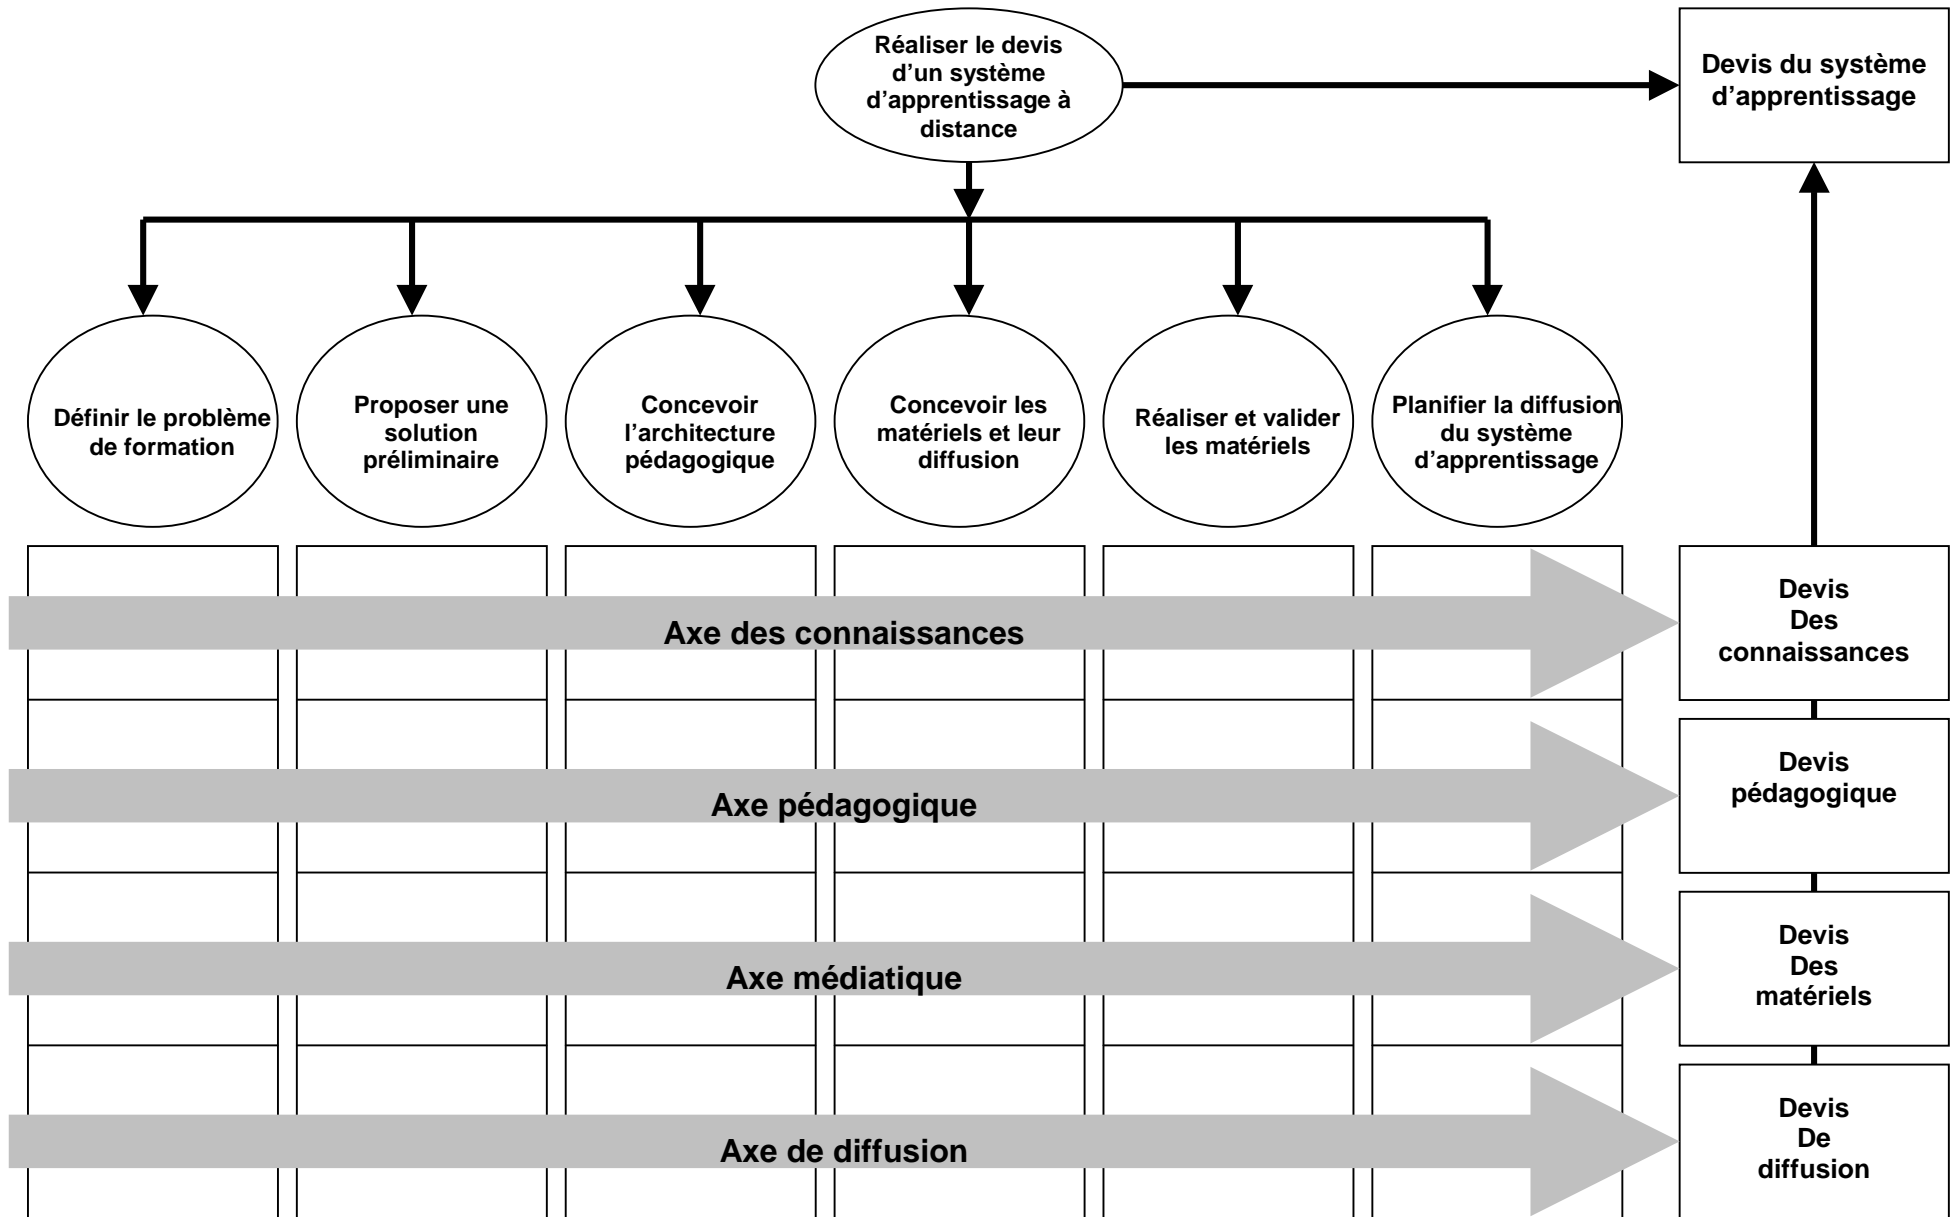 Réaliser le devis
d’un système
d’apprentissage à
distance
Devis du système
d’apprentissage
Définir le problème
de formation
Proposer une
solution
préliminaire
Concevoir
l’architecture
pédagogique
Concevoir les
matériels et leur
diffusion
Réaliser et valider
les matériels
Planifier la diffusion
du système
d’apprentissage
Axe des connaissances
Devis
Des
connaissances
Axe pédagogique
Devis
pédagogique
Axe médiatique
Devis
Des
matériels
Axe de diffusion
Devis
De
diffusion